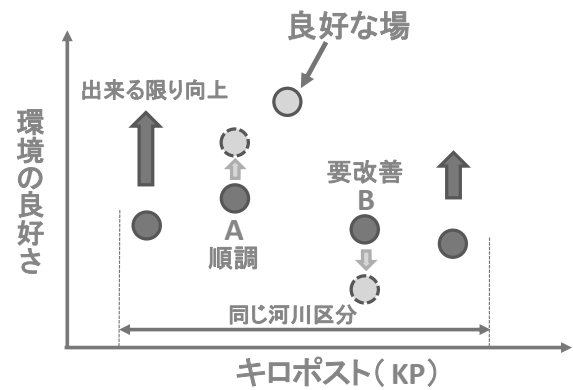 良好な場
出来る限り向上
環境の良好さ
要改善
B
A
順調
同じ河川区分
キロポスト（KP）